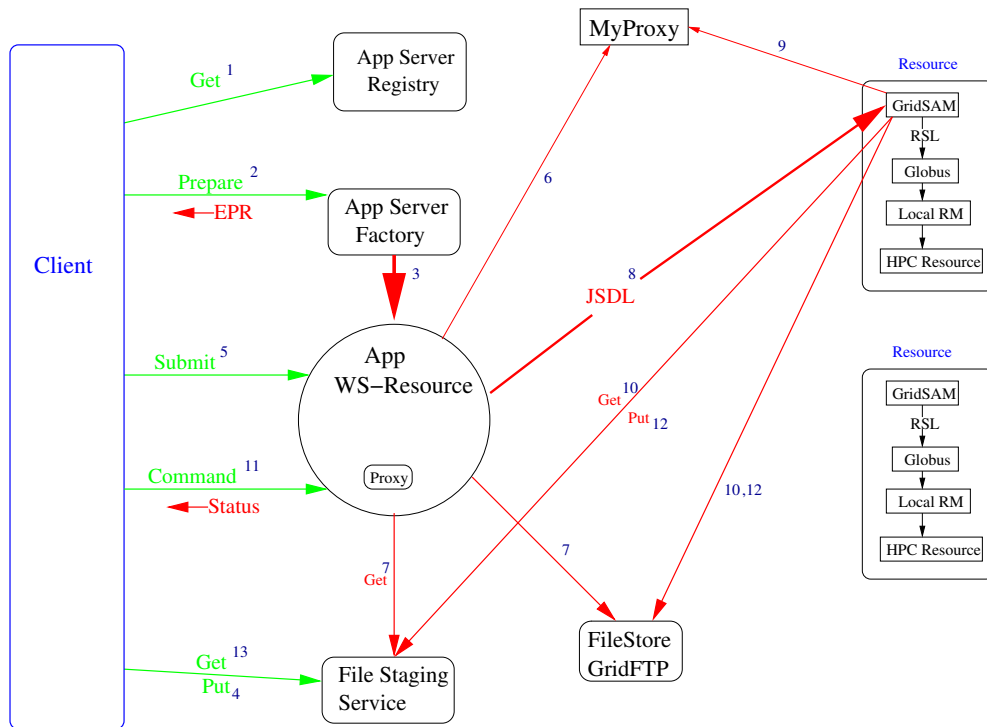 MyProxy
9
Resource
App Server
Registry
Get 1
GridSAM
RSL
Globus
Local RM
HPC Resource
Prepare 2
EPR
App Server
Factory
6
3
Client
8
JSDL
App
WS-Resource
Submit 5
Resource
GridSAM
RSL
Globus
Local RM
HPC Resource
Get 10
Put 12
Command 11
Status
Proxy
10,12
Get 7
7
FileStore
GridFTP
Get 13
Put 4
File Staging
Service